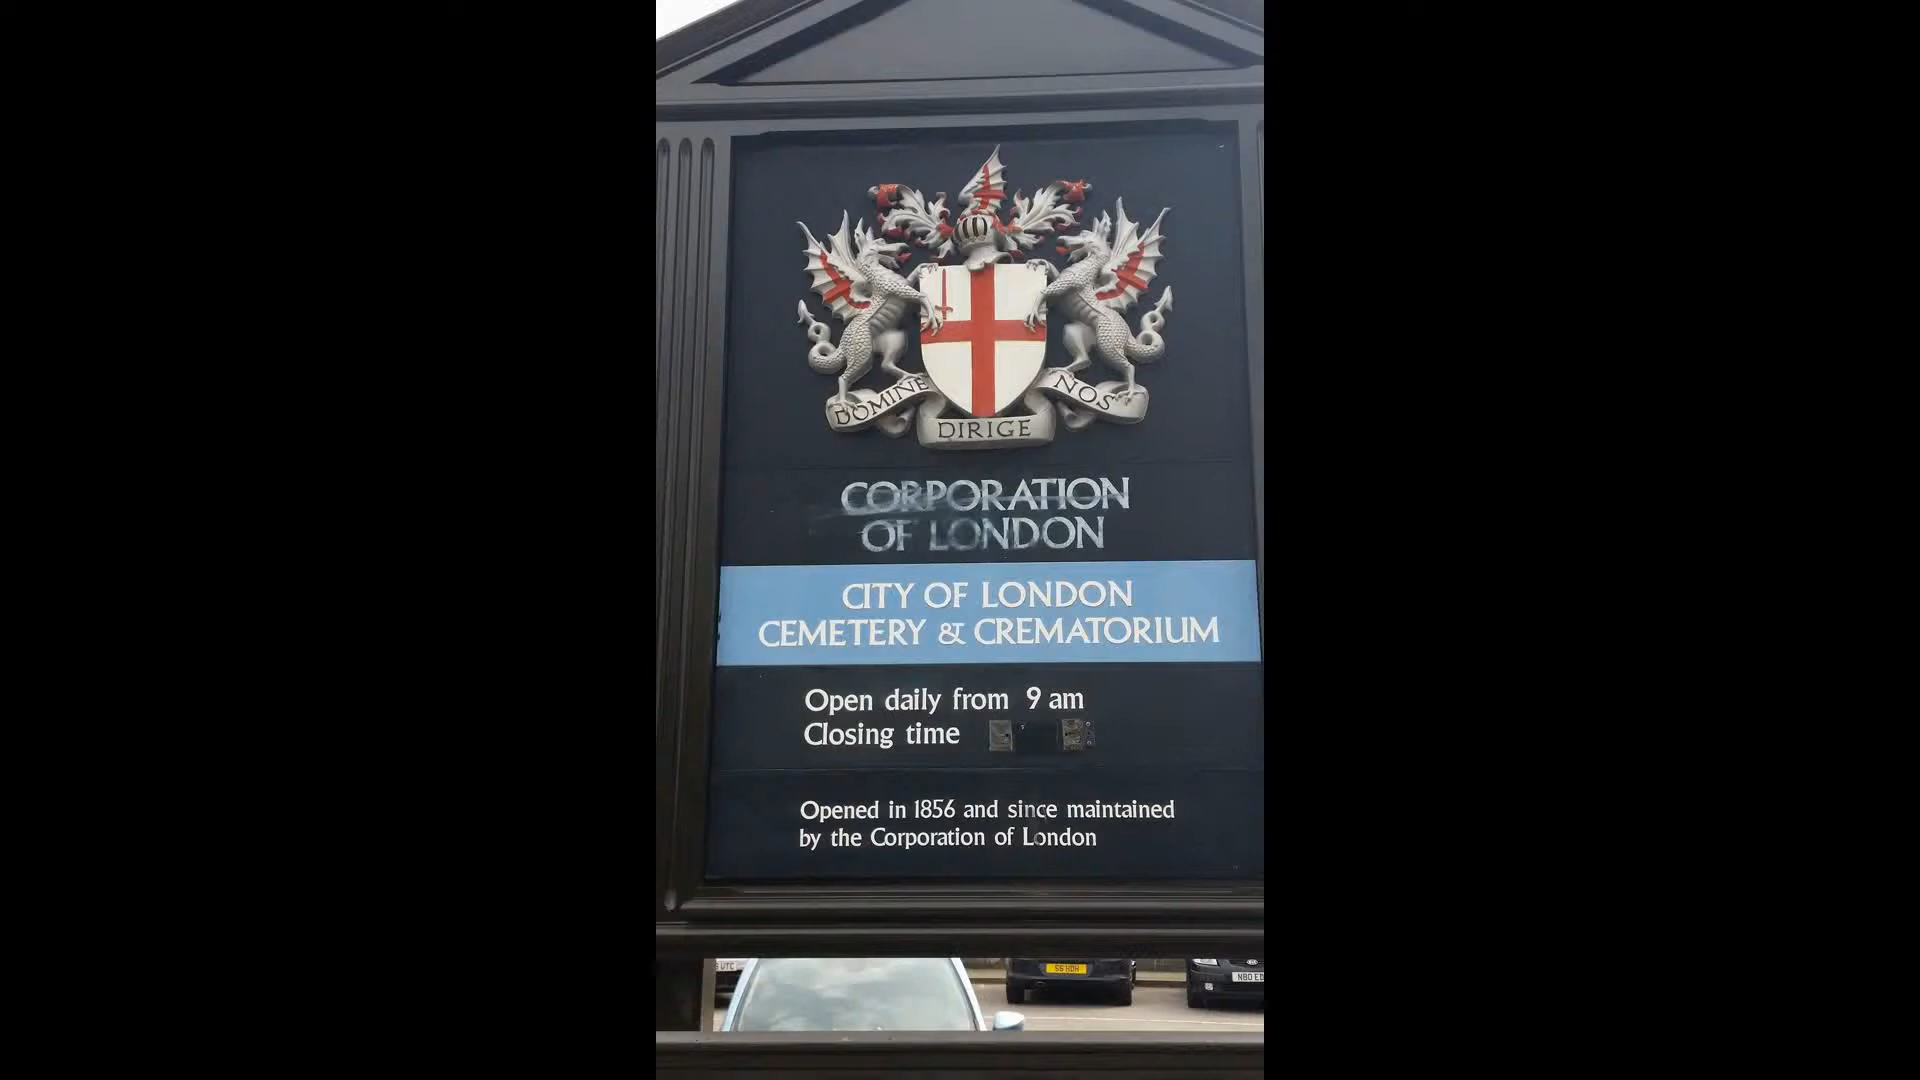 DOMINE
DIRIGE
NOS
CORPORATION
OF LONDON
CITY OF LONDON
CEMETERY & CREMATORIUM
Open daily from 9 am
Closing time
Opened in 1856 and since maintained
by the Corporation of London